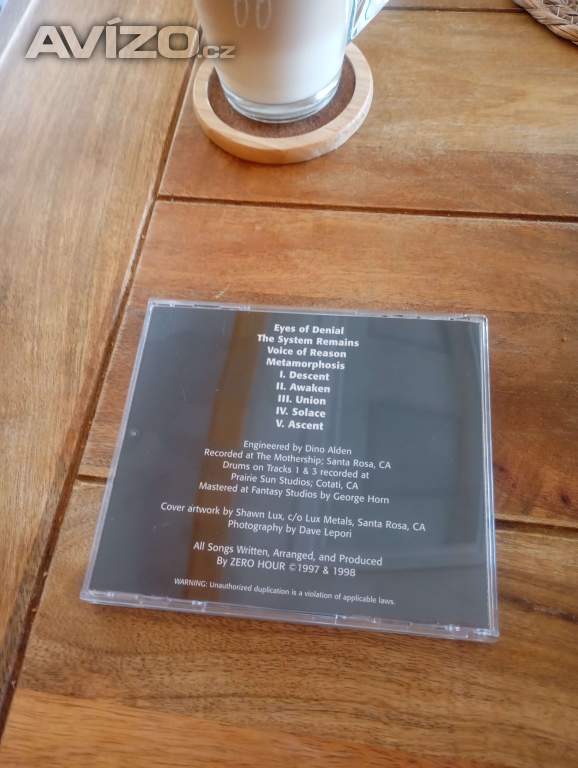 AVÍZO.cz
Eyes of Denial
The System Remains
Voice of Reason
Metamorphosis
I. Descent
II. Awaken
III. Union
IV. Solace
V. Ascent
Engineered by Dino Alden
Recorded at The Mothership; Santa Rosa, CA
Drums on Tracks 1 & 3 recorded at
Prairie Sun Studios; Cotati, CA
Mastered at Fantasy Studios by George Horn
Cover artwork by Shawn Lux, c/o Lux Metals, Santa Rosa, CA
Photography by Dave Lepori
All Songs Written, Arranged, and Produced
By ZERO HOUR ©1997 & 1998
WARNING: Unauthorized duplication is a violation of applicable laws.